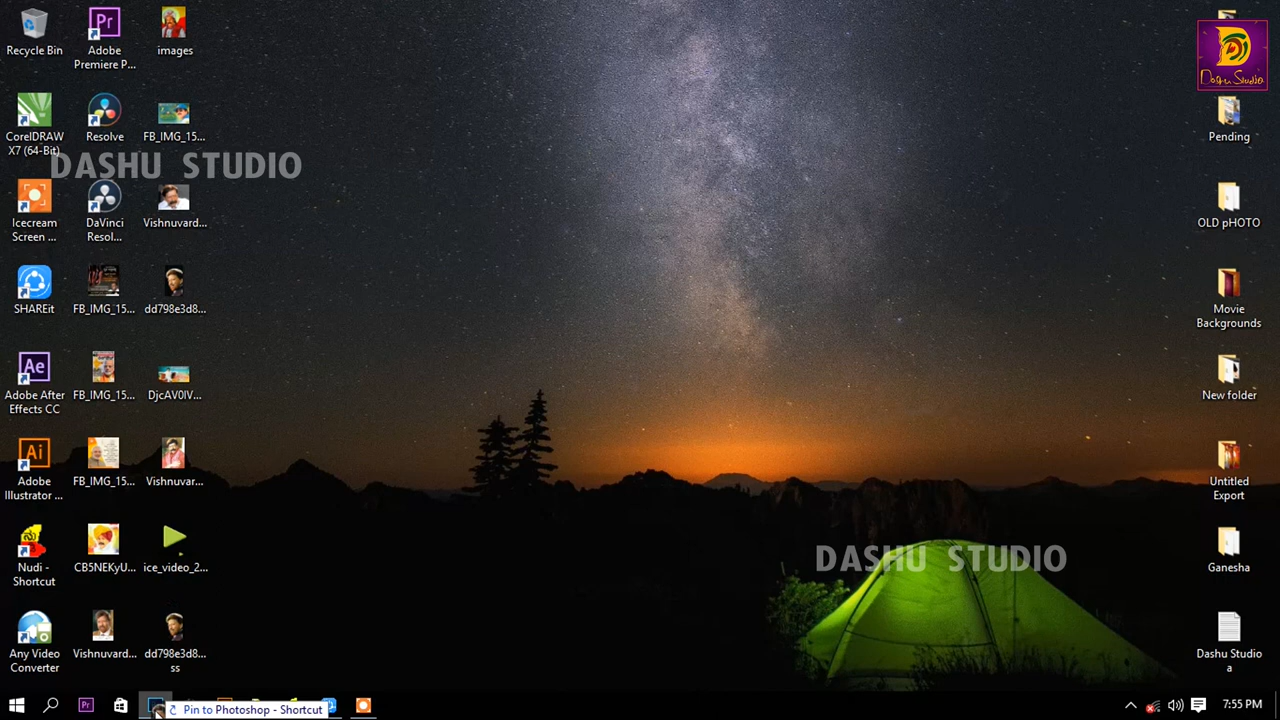 Recycle Bin
Adobe
Premiere P...
images
CorelDRAW
X7 (64-Bit)
Resolve
FB_IMG_15...
DASHU STUDIO
Icecream
Screen ...
DaVinci
Resol...
Vishnuvard...
SHAREit
FB_IMG_15...
dd798e3d8...
Adobe After
Effects CC
FB_IMG_15...
DjcAV0lV...
Adobe
Illustrator ...
FB_IMG_15...
Vishnuvar...
Nudi -
Shortcut
CB5NEKyU...
ice_video_2...
Any Video
Converter
Vishnuvard...
dd798e3d8...
ss
Dashu Studio
Pending
OLD pHOTO
Movie
Backgrounds
New folder
Untitled
Export
Ganesha
DASHU STUDIO
Dashu Studio
a
Pin to Photoshop - Shortcut
7:55 PM